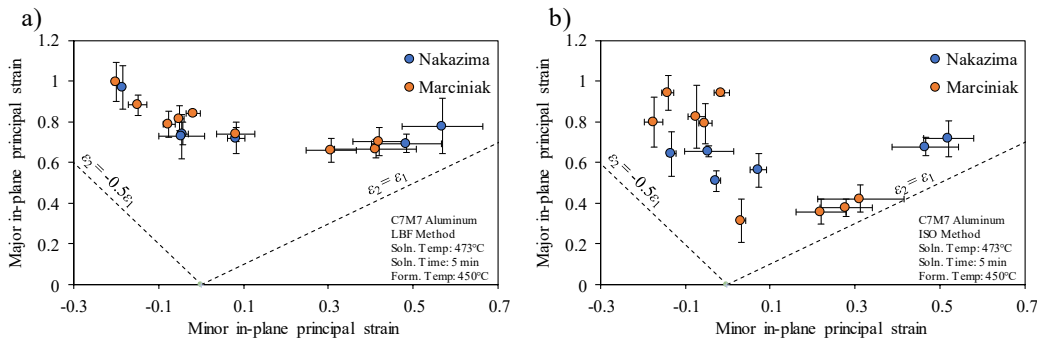 a)
Major in-plane principal strain
1.2
1
0.8
0.6
0.4
0.2
0
Nakazima
Marciniak
ε2 = -0.5ε1
ε2 = ε1
C7M7 Aluminum
LBF Method
Soln. Temp: 473°C
Soln. Time: 5 min
Form. Temp: 450°C
-0.3 -0.1 0.1 0.3 0.5 0.7
Minor in-plane principal strain
b)
Major in-plane principal strain
1.2
1
0.8
0.6
0.4
0.2
0
Nakazima
Marciniak
ε2 = -0.5ε1
ε2 = ε1
C7M7 Aluminum
ISO Method
Soln. Temp: 473°C
Soln. Time: 5 min
Form. Temp: 450°C
-0.3 -0.1 0.1 0.3 0.5 0.7
Minor in-plane principal strain